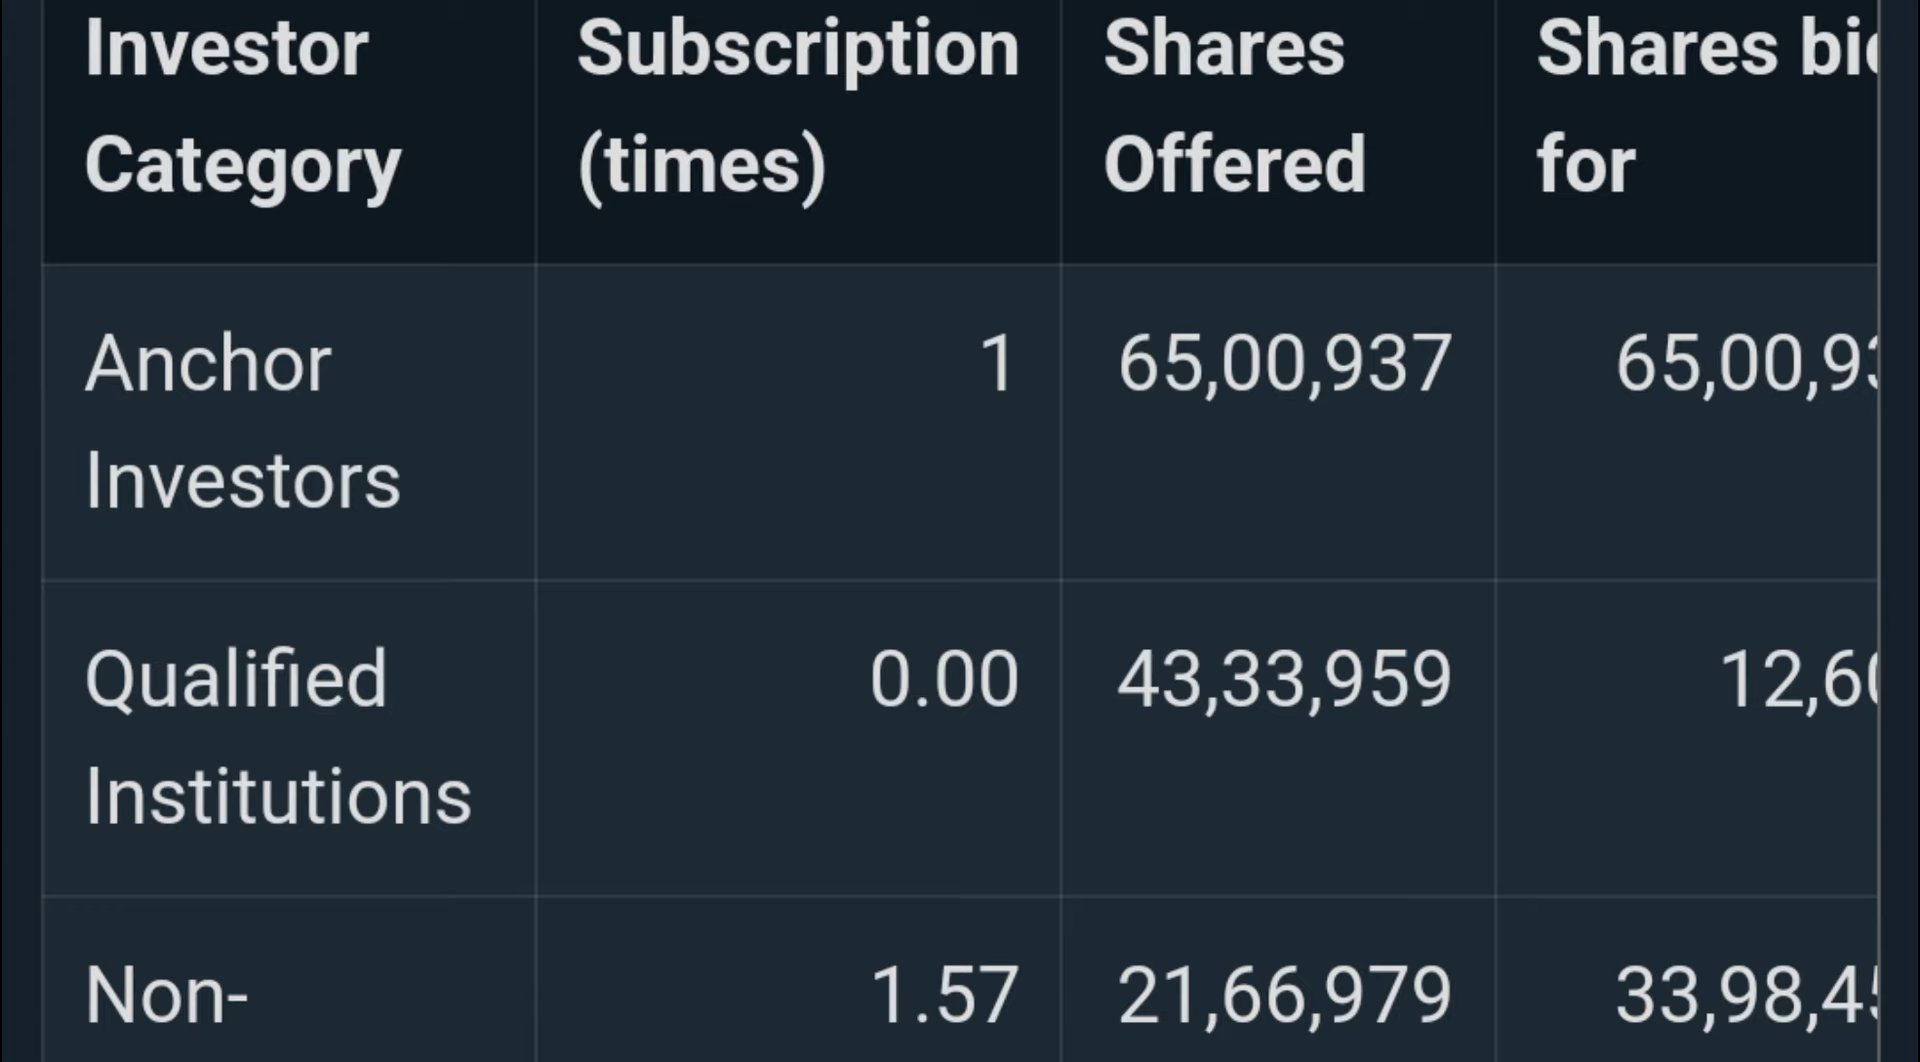 Investor Category
Subscription (times)
Shares Offered
Shares
for
Anchor Investors
1
65,00,937
Qualified Institutions
0.00
43,33,959
Non-
1.57
21,66,979